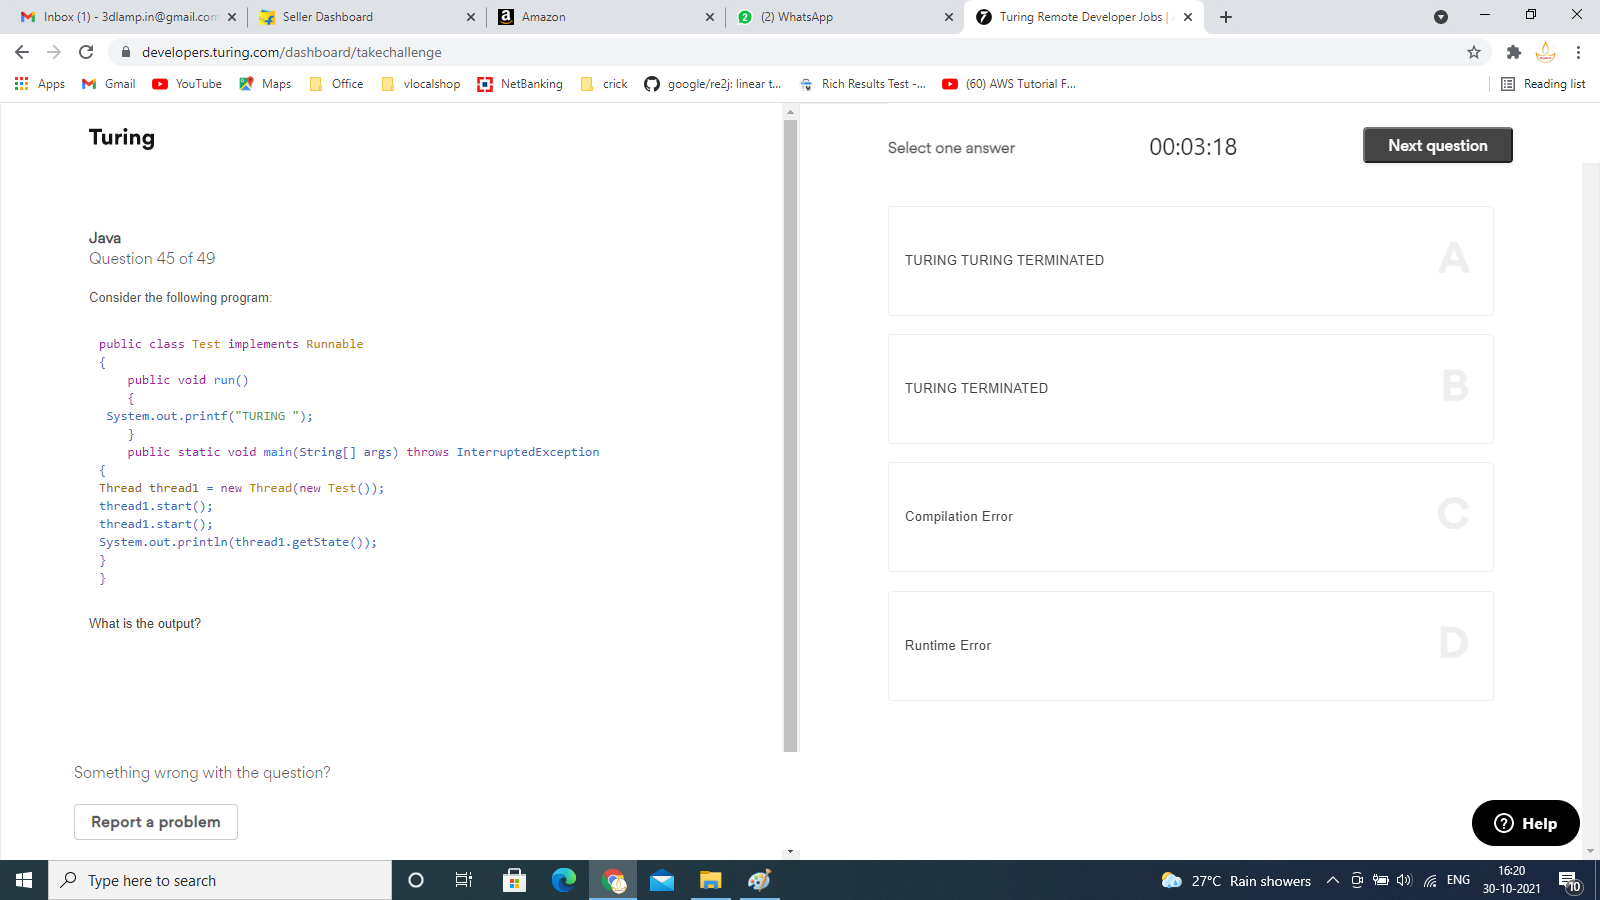 Inbox (1) - 3dlamp.in@gmail.com
Seller Dashboard
Amazon
(2) WhatsApp
Turing Remote Developer Jobs |
developers.turing.com/dashboard/takechallenge
Apps
Gmail
YouTube
Maps
Office
vlocalshop
NetBanking
crick
google/re2j: linear t...
Rich Results Test -...
(60) AWS Tutorial F...
Reading list
Turing
Java
Question 45 of 49
Consider the following program:
public class Test implements Runnable
{
public void run()
{
System.out.printf("TURING ");
}
public static void main(String[] args) throws InterruptedException
{
Thread thread1 = new Thread(new Test());
thread1.start();
thread1.start();
System.out.println(thread1.getState());
}
}
What is the output?
Something wrong with the question?
Report a problem
Select one answer
00:03:18
Next question
TURING TURING TERMINATED
A
TURING TERMINATED
B
Compilation Error
C
Runtime Error
D
Help
Type here to search
27°C Rain showers
ENG
16:20
30-10-2021
10